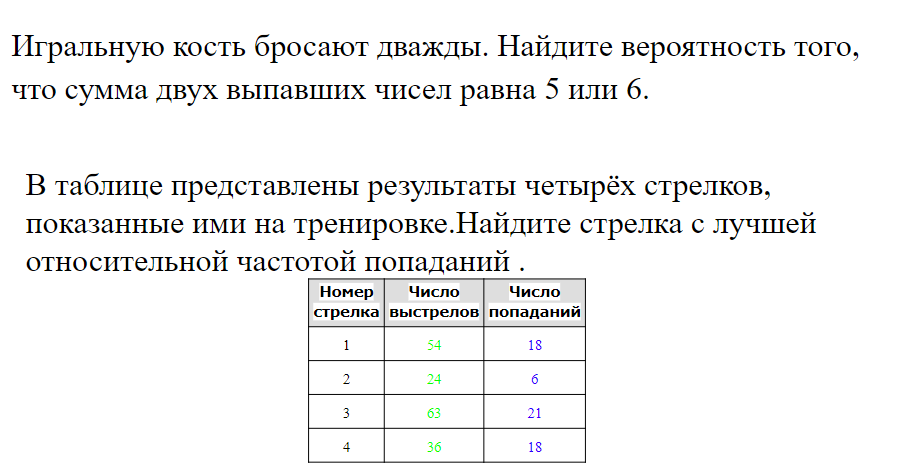 Игральную кость бросают дважды. Найдите вероятность того,
что сумма двух выпавших чисел равна 5 или 6.
В таблице представлены результаты четырёх стрелков,
показанные ими на тренировке.Найдите стрелка с лучшей
относительной частотой попаданий .
Номер стрелка Число выстрелов Число попаданий
1 54 18
2 24 6
3 63 21
4 36 18